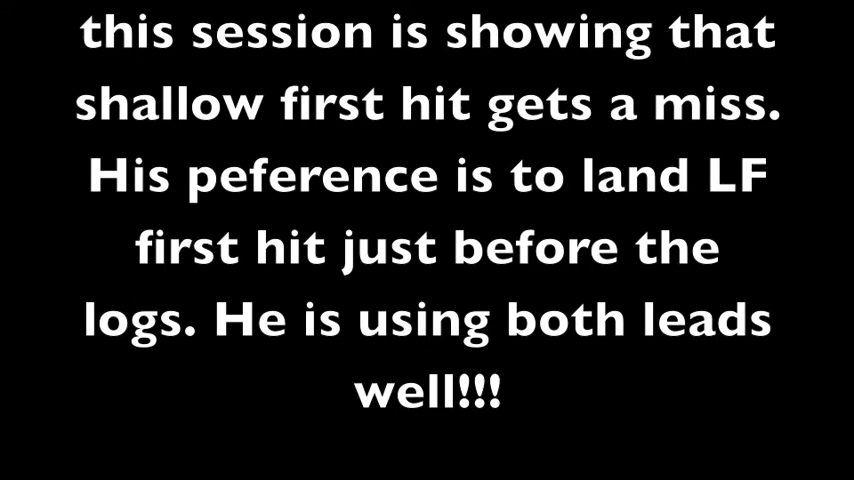 this session is showing that
shallow first hit gets a miss.
His peference is to land LF
first hit just before the
logs. He is using both leads
well!!!